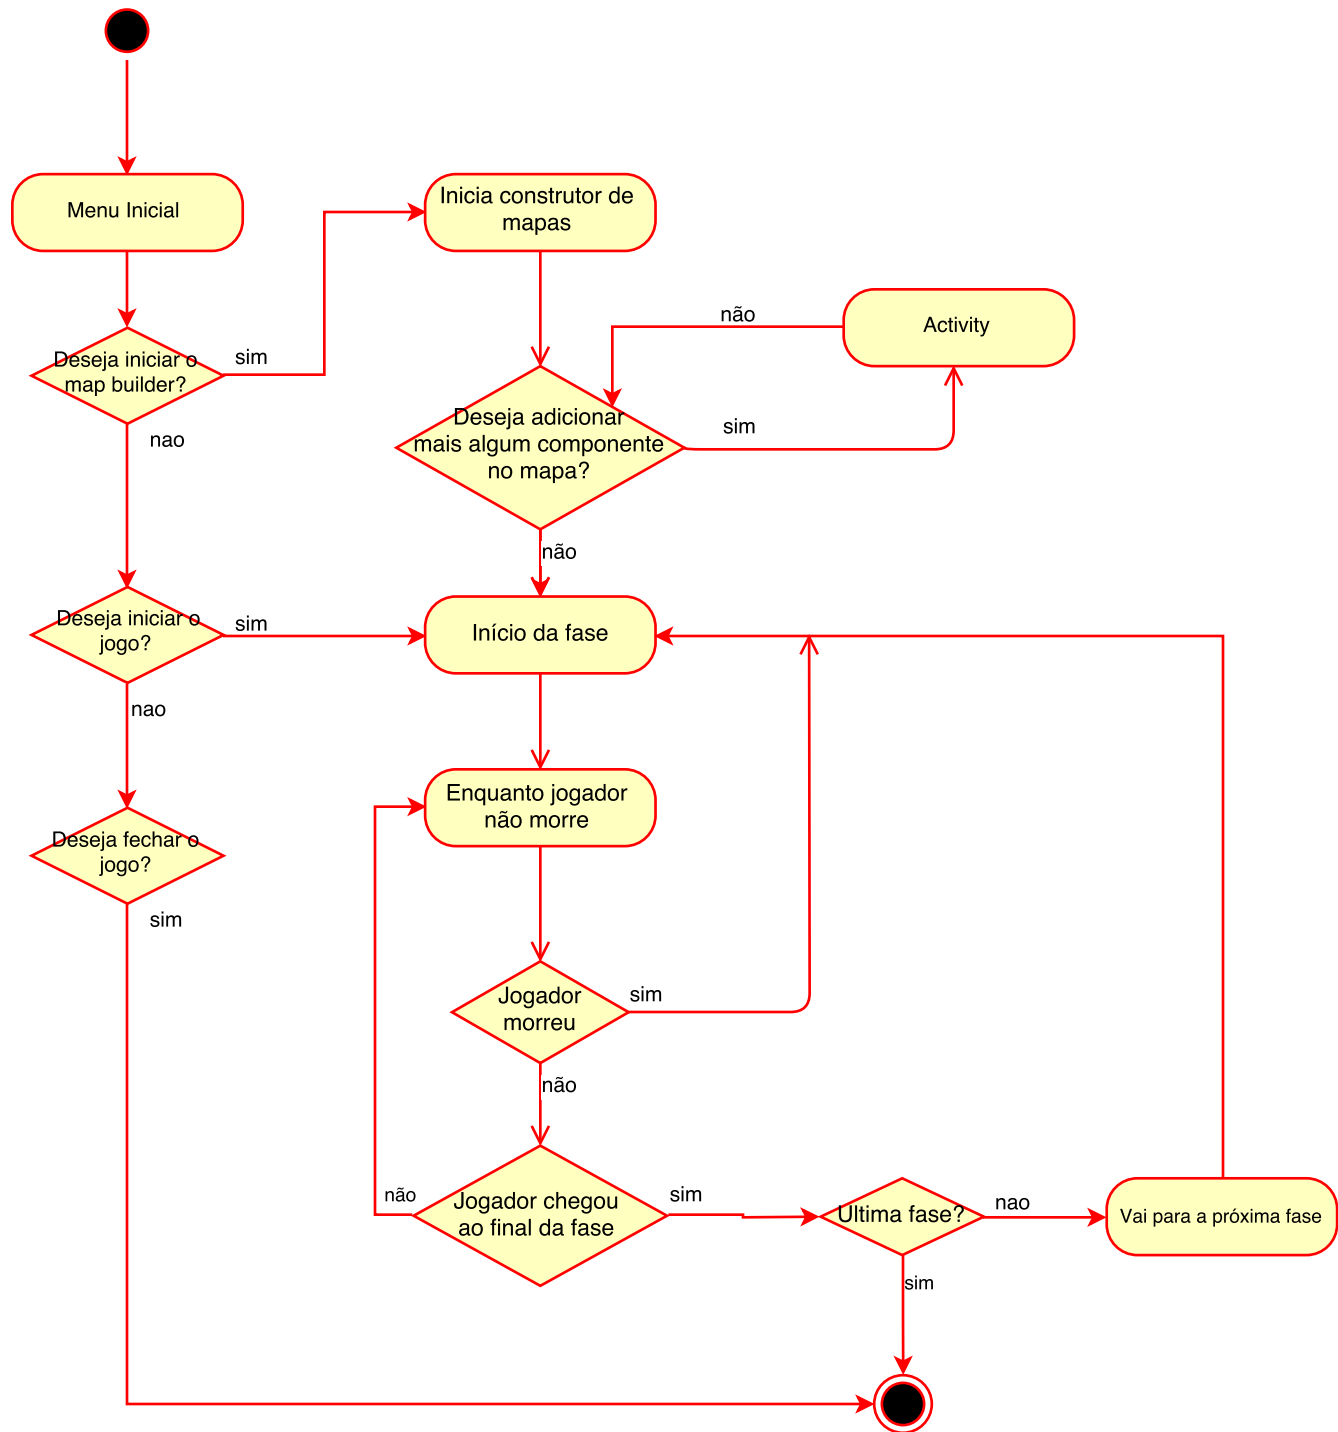 Menu Inicial
Inicia construtor de
mapas
Activity
não
Deseja iniciar o
map builder?
sim
nao
Deseja adicionar
mais algum componente
no mapa?
sim
não
Deseja iniciar o
jogo?
sim
nao
Início da fase
Enquanto jogador
não morre
Deseja fechar o
jogo?
sim
Jogador
morreu
sim
não
não
Jogador chegou
ao final da fase
sim
Ultima fase?
nao
sim
Vai para a próxima fase